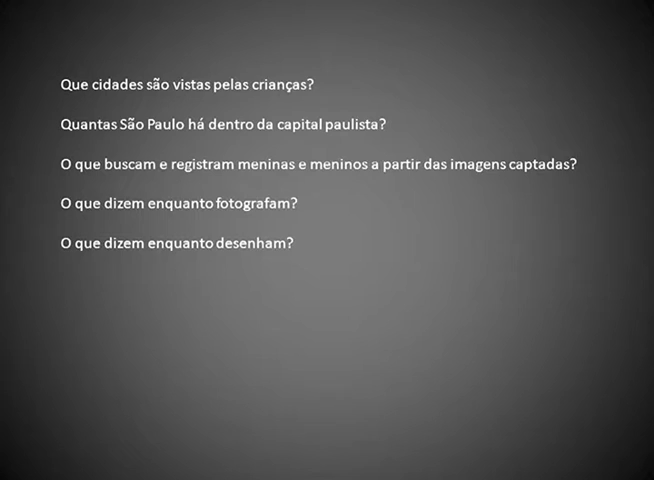 Que cidades são vistas pelas crianças?
Quantas São Paulo há dentro da capital paulista?
O que buscam e registram meninas e meninos a partir das imagens captadas?
O que dizem enquanto fotografam?
O que dizem enquanto desenham?